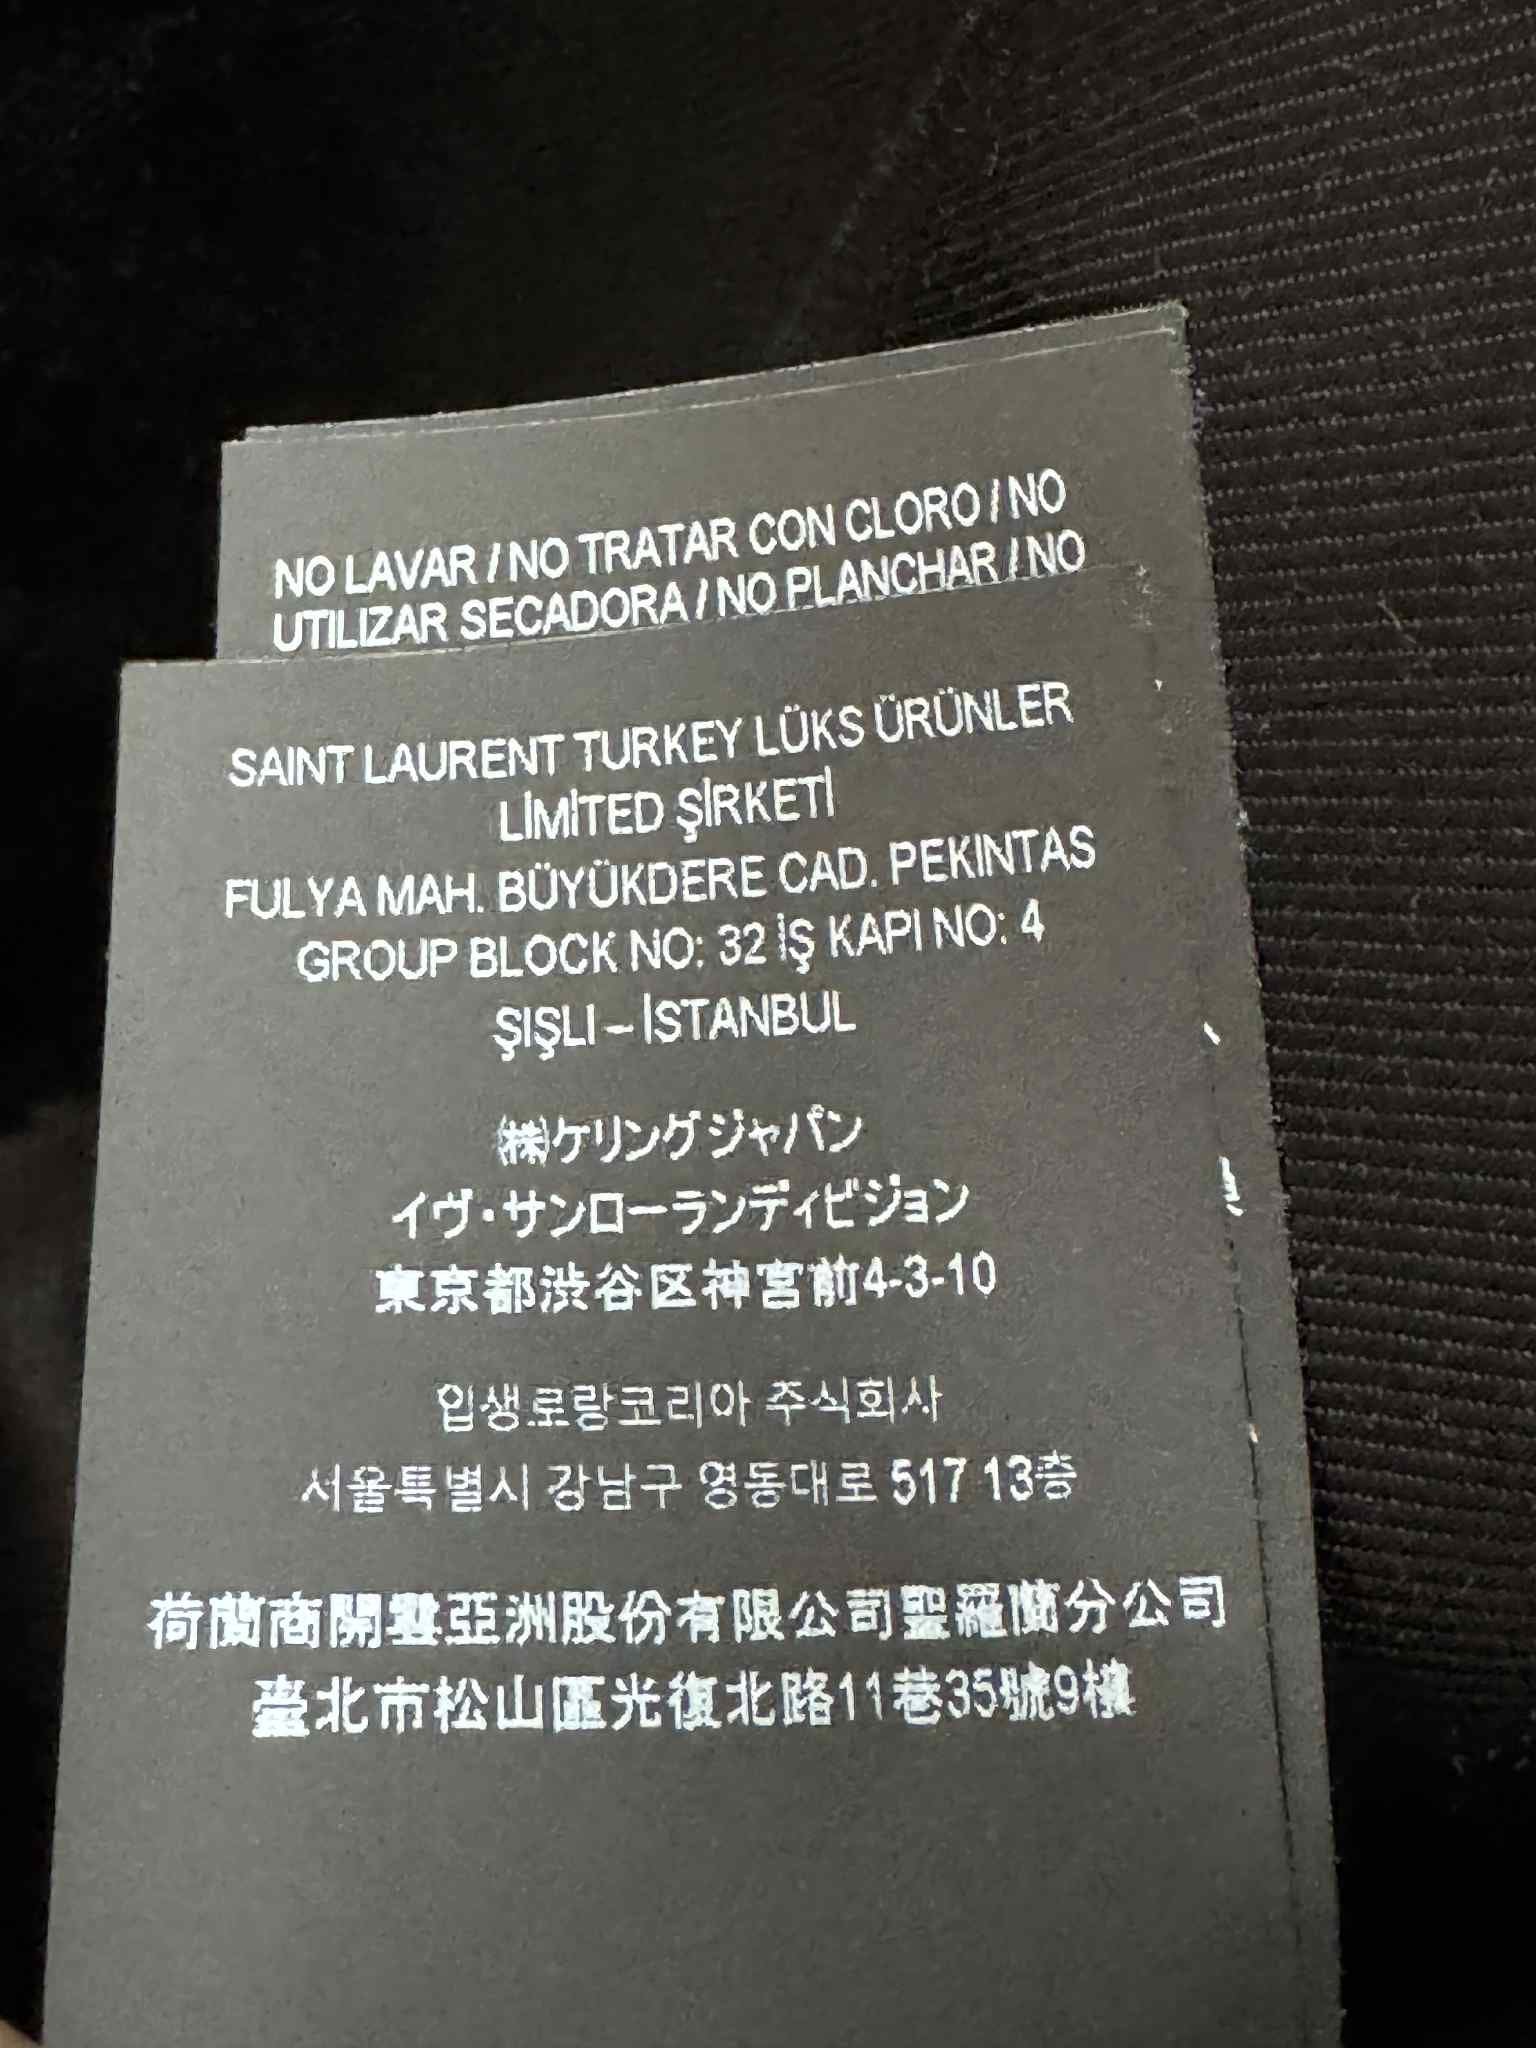 NO LAVAR / NO TRATAR CON CLORO / NO
UTILIZAR SECADORA / NO PLANCHAR / NO
SAINT LAURENT TURKEY LÜKS ÜRÜNLER
LİMİTED ŞİRKETİ
FULYA MAH. BÜYÜKDERE CAD. PEKINTAS
GROUP BLOCK NO: 32 İŞ KAPI NO: 4
ŞIŞLI – İSTANBUL
㈱ケリングジャパン
イヴ・サンローランディビジョン
東京都渋谷区神宮前4-3-10
입생로랑코리아 주식회사
서울특별시 강남구 영동대로 517 13층
荷蘭商開雲亞洲股份有限公司聖羅蘭分公司
臺北市松山區光復北路11巷35號9樓